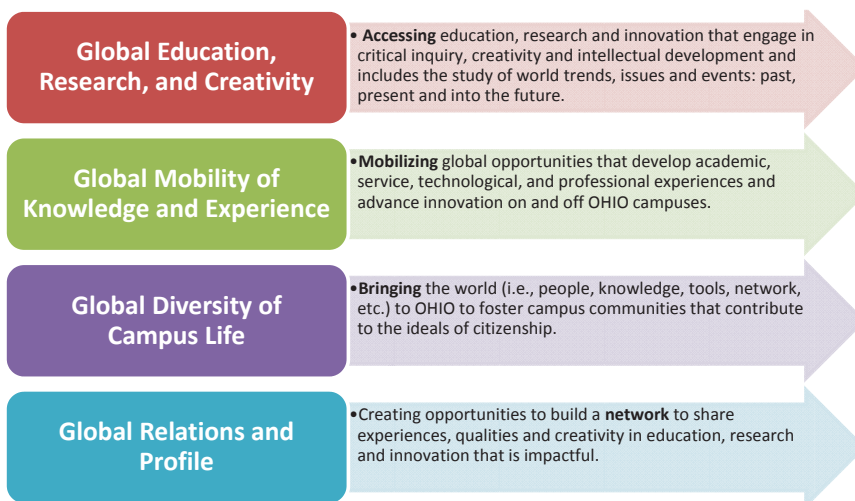 Global Education,
Research, and Creativity
• Accessing education, research and innovation that engage in
critical inquiry, creativity and intellectual development and
includes the study of world trends, issues and events: past,
present and into the future.
Global Mobility of
Knowledge and Experience
•Mobilizing global opportunities that develop academic,
service, technological, and professional experiences and
advance innovation on and off OHIO campuses.
Global Diversity of
Campus Life
•Bringing the world (i.e., people, knowledge, tools, network,
etc.) to OHIO to foster campus communities that contribute
to the ideals of citizenship.
Global Relations and
Profile
•Creating opportunities to build a network to share
experiences, qualities and creativity in education, research
and innovation that is impactful.